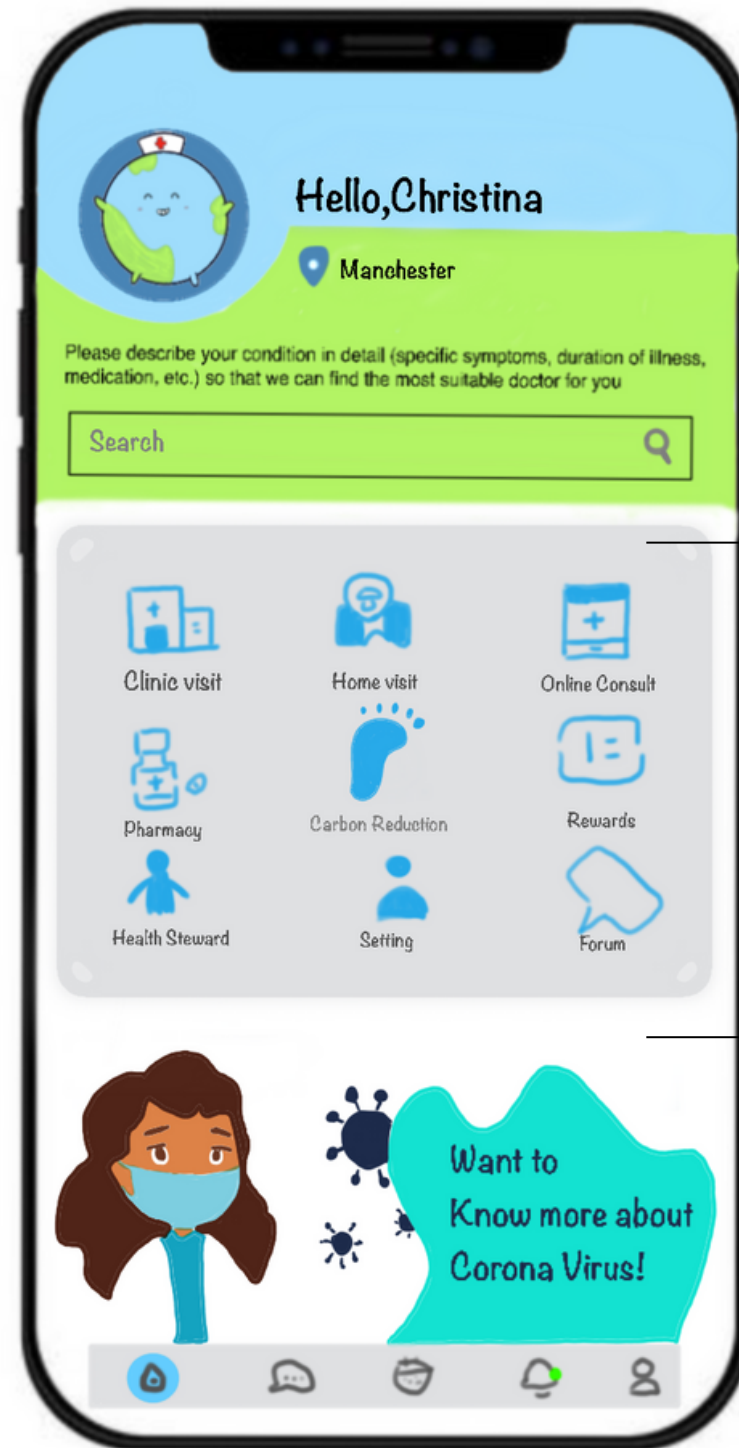 Hello,Christina
Manchester
Please describe your condition in detail (specific symptoms, duration of illness,
medication, etc.) so that we can find the most suitable doctor for you
Search
Clinic visit
Home visit
Online Consult
Pharmacy
Carbon Reduction
Rewards
Health Steward
Setting
Forum
Want to
Know more about
Corona Virus!